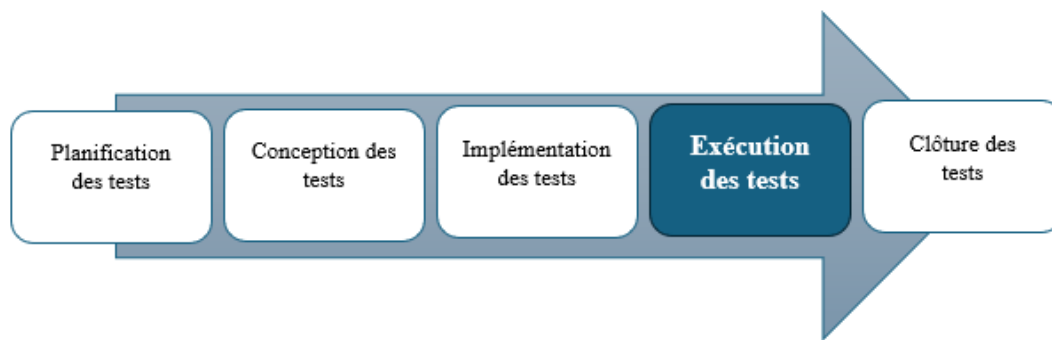 Planification
des tests
Conception des
tests
Implémentation
des tests
Exécution
des tests
Clôture des
tests